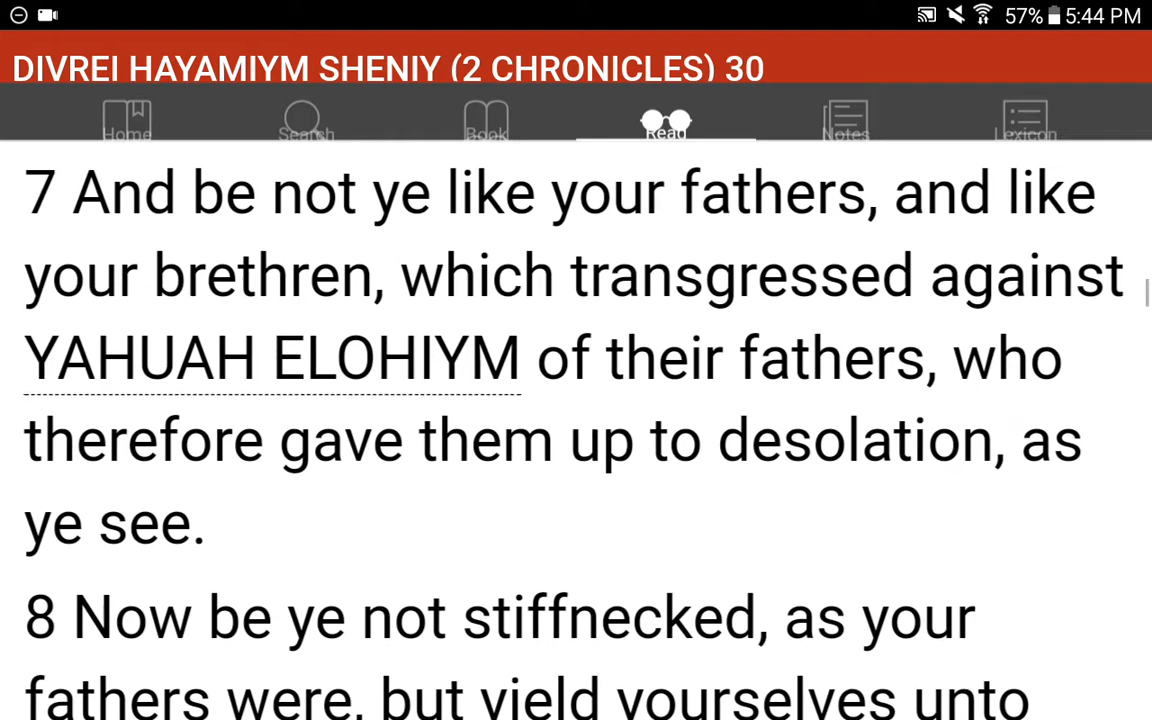 57% 5:44 PM
DIVREI HAYAMIYM SHENIY (2 CHRONICLES) 30
Home Search Book Read Notes Lexicon
7 And be not ye like your fathers, and like
your brethren, which transgressed against
YAHUAH ELOHIYM of their fathers, who
therefore gave them up to desolation, as
ye see.
8 Now be ye not stiffnecked, as your
fathers were, but yield yourselves unto